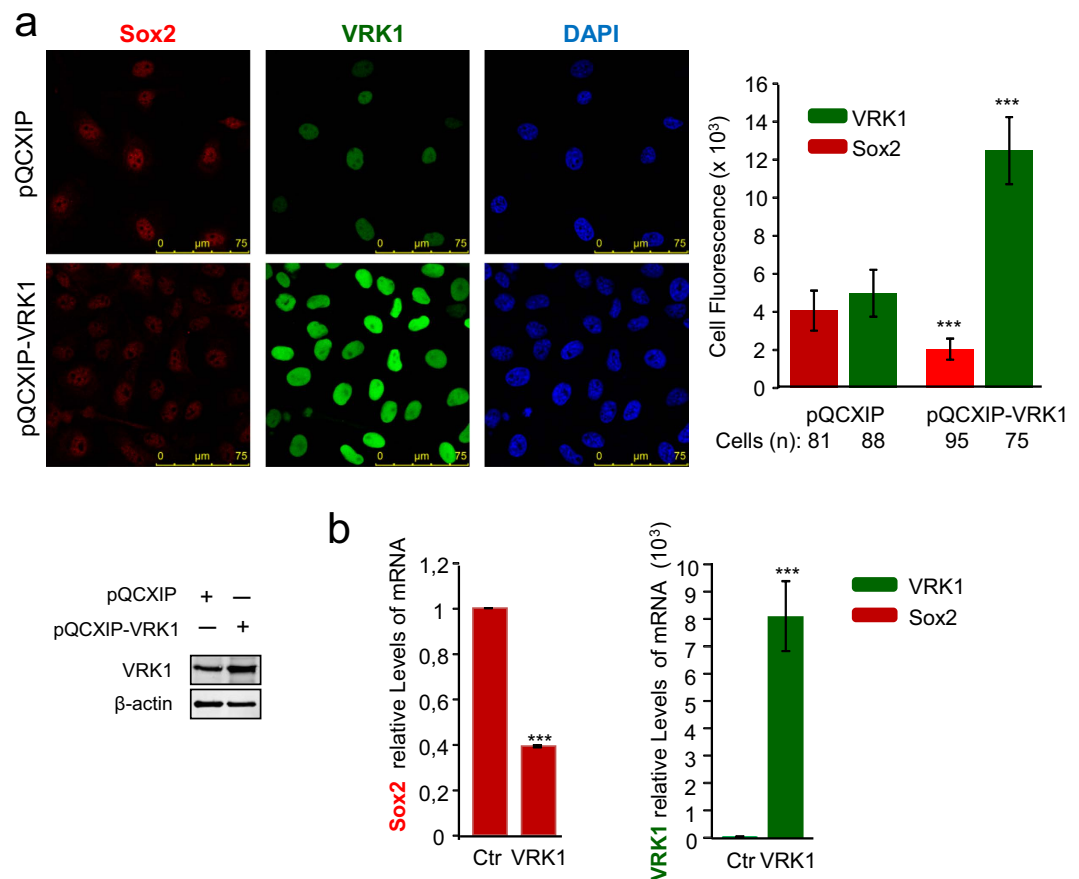 a
Sox2 VRK1 DAPI
pQCXIP
0 µm 75
0 µm 75
0 µm 75
pQCXIP-VRK1
0 µm 75
0 µm 75
0 µm 75
Cell Fluorescence (x 10³)
16
14
12
10
8
6
4
2
0
VRK1
Sox2
***
***
pQCXIP pQCXIP-VRK1
Cells (n): 81 88 95 75
pQCXIP + —
pQCXIP-VRK1 — +
VRK1
β-actin
b
Sox2 relative Levels of mRNA
1,2
1
0,8
0,6
0,4
0,2
0
***
Ctr VRK1
VRK1 relative Levels of mRNA (10³)
10
9
8
7
6
5
4
3
2
1
0
***
Ctr VRK1
VRK1
Sox2